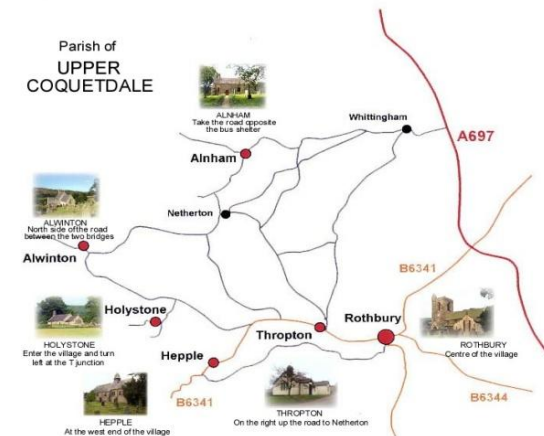 Parish of
UPPER
COQUETDALE
ALNHAM
Take the road opposite
the bus shelter
Whittingham
A697
Alnham
ALWINTON
North side of the road
between the two bridges
Netherton
Alwinton
B6341
Holystone
Rothbury
HOLYSTONE
Enter the village and turn
left at the T junction
Thropton
ROTHBURY
Centre of the village
Hepple
B6341
THROPTON
On the right up the road to Netherton
B6344
HEPPLE
At the west end of the village